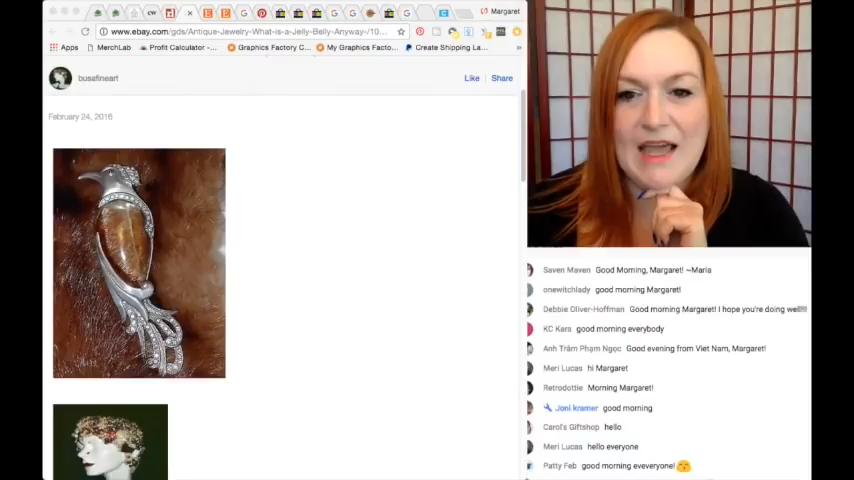 Margaret
www.ebay.com/gds/Antique-Jewelry-What-is-a-Jelly-Belly-Anyway-/10...
Apps MerchLab Profit Calculator -... Graphics Factory C... My Graphics Facto... Create Shipping La...
busafineart
Like Share
February 24, 2016
Saven Maven Good Morning, Margaret! ~Maria
onewitchlady good morning Margaret!
Debbie Oliver-Hoffman Good morning Margaret! I hope you're doing well!!!
KC Kara good morning everybody
Anh Trâm Phạm Ngọc Good evening from Viet Nam, Margaret!
Meri Lucas hi Margaret
Retrodottie Morning Margaret!
Joni kramer good morning
Carol's Giftshop hello
Meri Lucas hello everyone
Patty Feb good morning eveveryone!